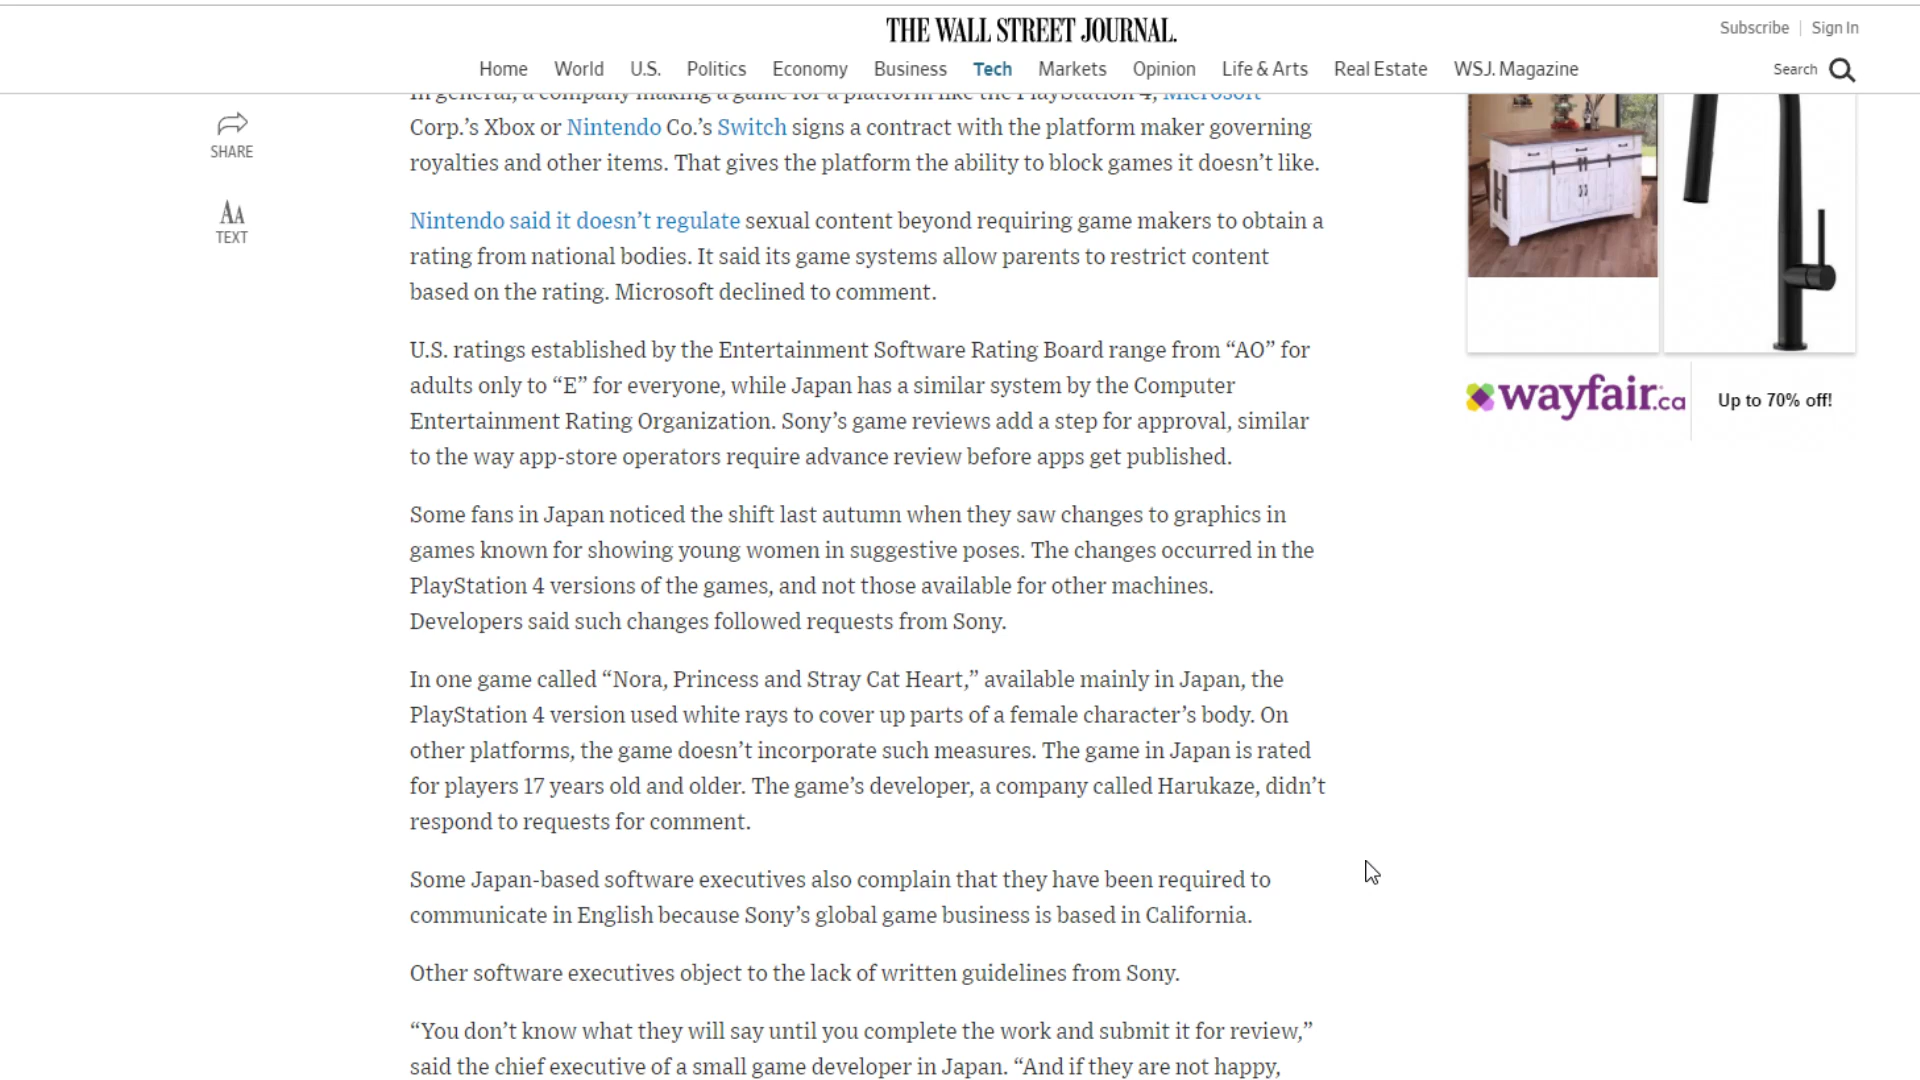 THE WALL STREET JOURNAL.
Subscribe | Sign In
Home World U.S. Politics Economy Business Tech Markets Opinion Life & Arts Real Estate WSJ. Magazine Search
In general, a company making a game for a platform like the PlayStation 4, Microsoft
Corp.’s Xbox or Nintendo Co.’s Switch signs a contract with the platform maker governing
royalties and other items. That gives the platform the ability to block games it doesn’t like.
SHARE
TEXT
Nintendo said it doesn’t regulate sexual content beyond requiring game makers to obtain a
rating from national bodies. It said its game systems allow parents to restrict content
based on the rating. Microsoft declined to comment.
U.S. ratings established by the Entertainment Software Rating Board range from “AO” for
adults only to “E” for everyone, while Japan has a similar system by the Computer
Entertainment Rating Organization. Sony’s game reviews add a step for approval, similar
to the way app-store operators require advance review before apps get published.
Some fans in Japan noticed the shift last autumn when they saw changes to graphics in
games known for showing young women in suggestive poses. The changes occurred in the
PlayStation 4 versions of the games, and not those available for other machines.
Developers said such changes followed requests from Sony.
In one game called “Nora, Princess and Stray Cat Heart,” available mainly in Japan, the
PlayStation 4 version used white rays to cover up parts of a female character’s body. On
other platforms, the game doesn’t incorporate such measures. The game in Japan is rated
for players 17 years old and older. The game’s developer, a company called Harukaze, didn’t
respond to requests for comment.
Some Japan-based software executives also complain that they have been required to
communicate in English because Sony’s global game business is based in California.
Other software executives object to the lack of written guidelines from Sony.
“You don’t know what they will say until you complete the work and submit it for review,”
said the chief executive of a small game developer in Japan. “And if they are not happy,
wayfair.ca
Up to 70% off!